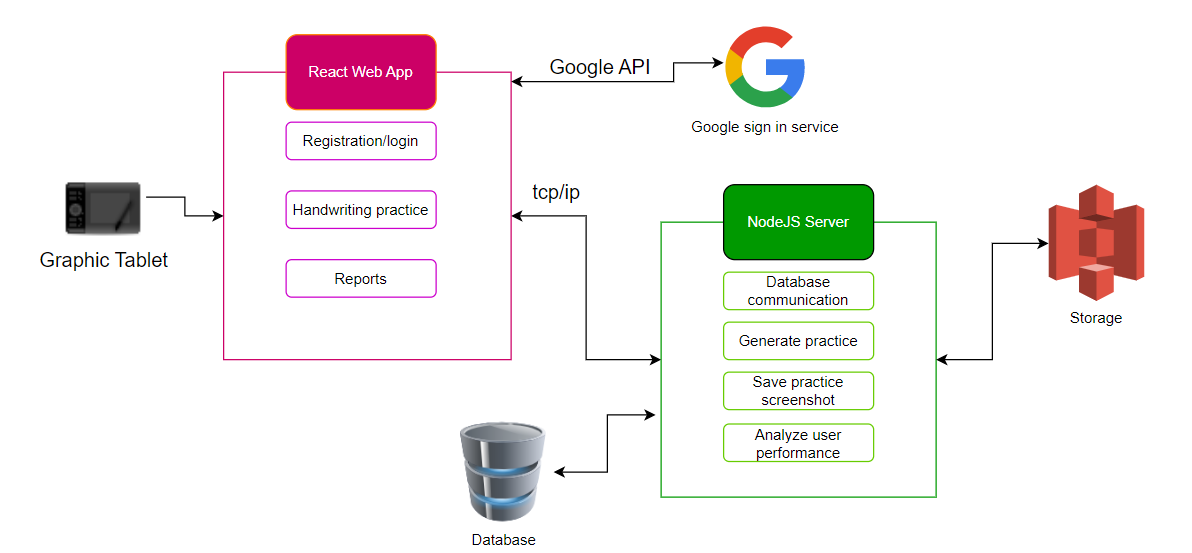 React Web App
Google API
Google sign in service
Registration/login
Handwriting practice
Reports
Graphic Tablet
tcp/ip
NodeJS Server
Database
communication
Generate practice
Save practice
screenshot
Analyze user
performance
Storage
Database